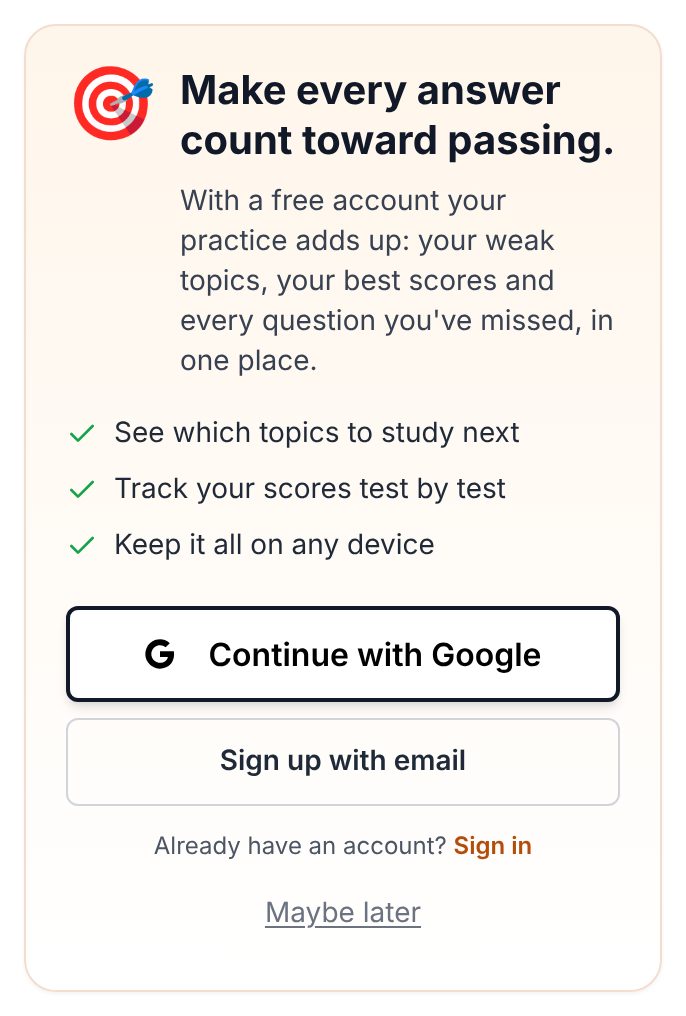 Make every answer
count toward passing.
With a free account your
practice adds up: your weak
topics, your best scores and
every question you've missed, in
one place.
See which topics to study next
Track your scores test by test
Keep it all on any device
G Continue with Google
Sign up with email
Already have an account? Sign in
Maybe later